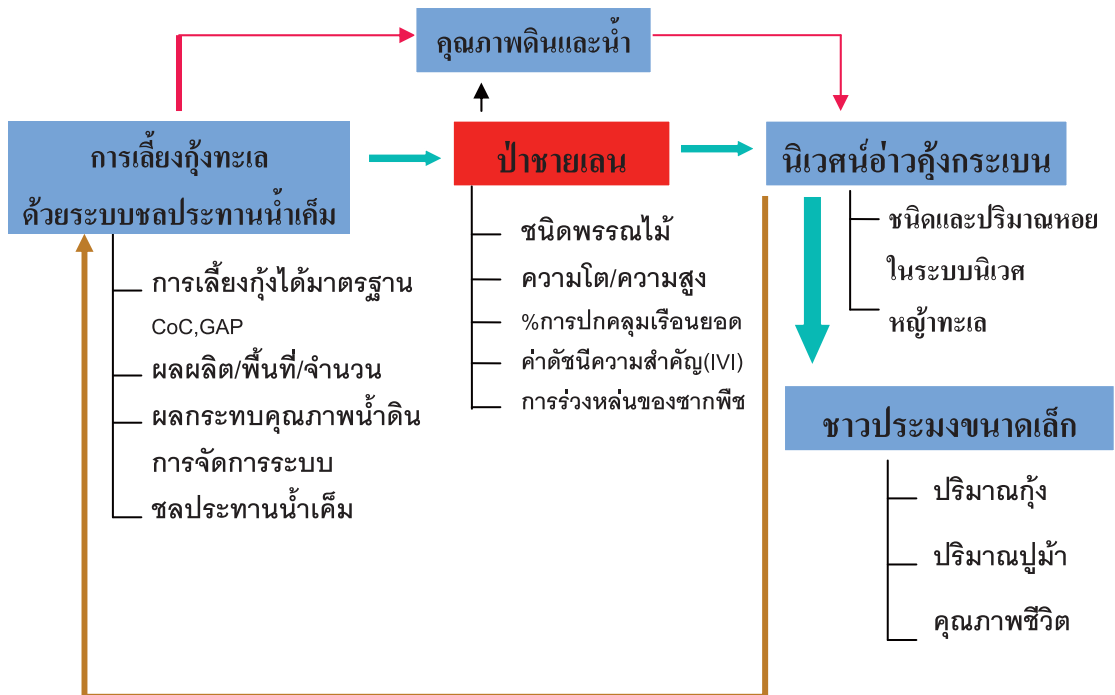 คุณภาพดินและน้ำ
การเลี้ยงกุ้งทะเล
ด้วยระบบชลประทานน้ำเค็ม
การเลี้ยงกุ้งได้มาตรฐาน
CoC,GAP
ผลผลิต/พื้นที่/จำนวน
ผลกระทบคุณภาพน้ำดิน
การจัดการระบบ
ชลประทานน้ำเค็ม
ป่าชายเลน
ชนิดพรรณไม้
ความโต/ความสูง
%การปกคลุมเรือนยอด
ค่าดัชนีความสำคัญ(IVI)
การร่วงหล่นของซากพืช
นิเวศน์อ่าวคุ้งกระเบน
ชนิดและปริมาณหอย
ในระบบนิเวศ
หญ้าทะเล
ชาวประมงขนาดเล็ก
ปริมาณกุ้ง
ปริมาณปูม้า
คุณภาพชีวิต